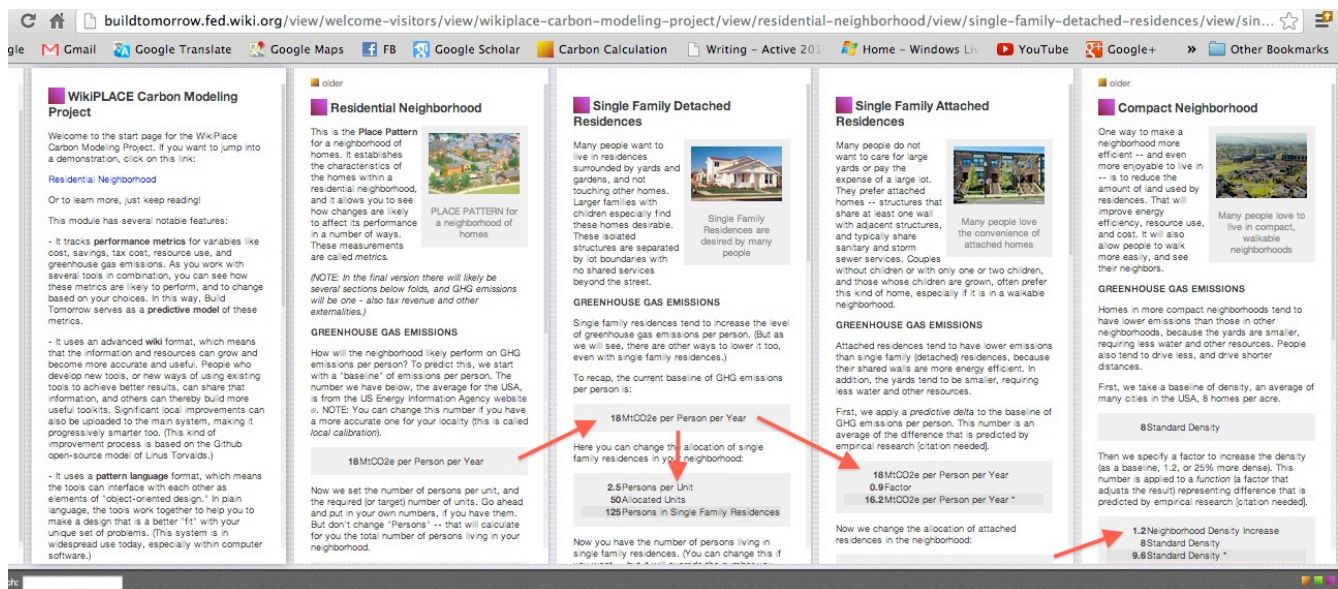 buildtomorrow.fed.wiki.org/view/welcome-visitors/view/wikiplace-carbon-modeling-project/view/residential-neighborhood/view/single-family-detached-residences/view/sin...
gle Gmail Google Translate Google Maps FB Google Scholar Carbon Calculation Writing – Active 201 Home – Windows Liv YouTube Google+ » Other Bookmarks
WikiPLACE Carbon Modeling
Project
Welcome to the start page for the WikiPlace
Carbon Modeling Project. If you want to jump into
a demonstration, click on this link:
Residential Neighborhood
Or to learn more, just keep reading!
This module has several notable features:
- It tracks performance metrics for variables like
cost, savings, tax cost, resource use, and
greenhouse gas emissions. As you work with
several tools in combination, you can see how
these metrics are likely to perform, and to change
based on your choices. In this way, Build
Tomorrow serves as a predictive model of these
metrics.
- It uses an advanced wiki format, which means
that the information and resources can grow and
become more accurate and useful. People who
develop new tools, or new ways of using existing
tools to achieve better results, can share that
information, and others can thereby build more
useful toolkits. Significant local improvements can
also be uploaded to the main system, making it
progressively smarter too. (This kind of
improvement process is based on the Github
open-source model of Linus Torvalds.)
- It uses a pattern language format, which means
the tools can interface with each other as
elements of "object-oriented design." In plain
language, the tools work together to help you to
make a design that is a better "fit" with your
unique set of problems. (This system is in
widespread use today, especially within computer
software.)
older
Residential Neighborhood
This is the Place Pattern
for a neighborhood of
homes. It establishes
the characteristics of
the homes within a
residential neighborhood,
and it allows you to see
how changes are likely
to affect its performance
in a number of ways.
These measurements
are called metrics.
PLACE PATTERN for
a neighborhood of
homes
(NOTE: In the final version there will likely be
several sections below folds, and GHG emissions
will be one - also tax revenue and other
externalities.)
GREENHOUSE GAS EMISSIONS
How will the neighborhood likely perform on GHG
emissions per person? To predict this, we start
with a "baseline" of emissions per person. The
number we have below, the average for the USA,
is from the US Energy Information Agency website
. NOTE: You can change this number if you have
a more accurate one for your locality (this is called
local calibration).
18 MtCO2e per Person per Year
Now we set the number of persons per unit, and
the required (or target) number of units. Go ahead
and put in your own numbers, if you have them.
But don't change "Persons" -- that will calculate
for you the total number of persons living in your
neighborhood.
Single Family Detached
Residences
Many people want to
live in residences
surrounded by yards and
gardens, and not
touching other homes.
Larger families with
children especially find
these homes desirable.
These isolated
structures are separated
by lot boundaries with
no shared services
beyond the street.
Single Family
Residences are
desired by many
people
GREENHOUSE GAS EMISSIONS
Single family residences tend to increase the level
of greenhouse gas emissions per person. (But as
we will see, there are other ways to lower it too,
even with single family residences.)
To recap, the current baseline of GHG emissions
per person is:
18 MtCO2e per Person per Year
Here you can change the allocation of single
family residences in your neighborhood:
2.5 Persons per Unit
50 Allocated Units
125 Persons in Single Family Residences
Now you have the number of persons living in
single family residences. (You can change this if
Single Family Attached
Residences
Many people do not
want to care for large
yards or pay the
expense of a large lot.
They prefer attached
homes -- structures that
share at least one wall
with adjacent structures,
and typically share
sanitary and storm
sewer services. Couples
without children or with only one or two children,
and those whose children are grown, often prefer
this kind of home, especially if it is in a walkable
neighborhood.
Many people love
the convenience of
attached homes
GREENHOUSE GAS EMISSIONS
Attached residences tend to have lower emissions
than single family (detached) residences, because
their shared walls are more energy efficient. In
addition, the yards tend to be smaller, requiring
less water and other resources.
First, we apply a predictive delta to the baseline of
GHG emissions per person. This number is an
average of the difference that is predicted by
empirical research [citation needed].
18 MtCO2e per Person per Year
0.9 Factor
16.2 MtCO2e per Person per Year *
Now we change the allocation of attached
residences in the neighborhood:
older
Compact Neighborhood
One way to make a
neighborhood more
efficient -- and even
more enjoyable to live in
-- is to reduce the
amount of land used by
residences. That will
improve energy
efficiency, resource use,
and cost. It will also
allow people to walk
more easily, and see
their neighbors.
Many people love to
live in compact,
walkable
neighborhoods
GREENHOUSE GAS EMISSIONS
Homes in more compact neighborhoods tend to
have lower emissions than those in other
neighborhoods, because the yards are smaller,
requiring less water and other resources. People
also tend to drive less, and drive shorter
distances.
First, we take a baseline of density, an average of
many cities in the USA, 8 homes per acre.
8 Standard Density
Then we specify a factor to increase the density
(as a baseline, 1.2, or 25% more dense). This
number is applied to a function (a factor that
adjusts the result) representing difference that is
predicted by empirical research [citation needed].
1.2 Neighborhood Density Increase
8 Standard Density
9.6 Standard Density *